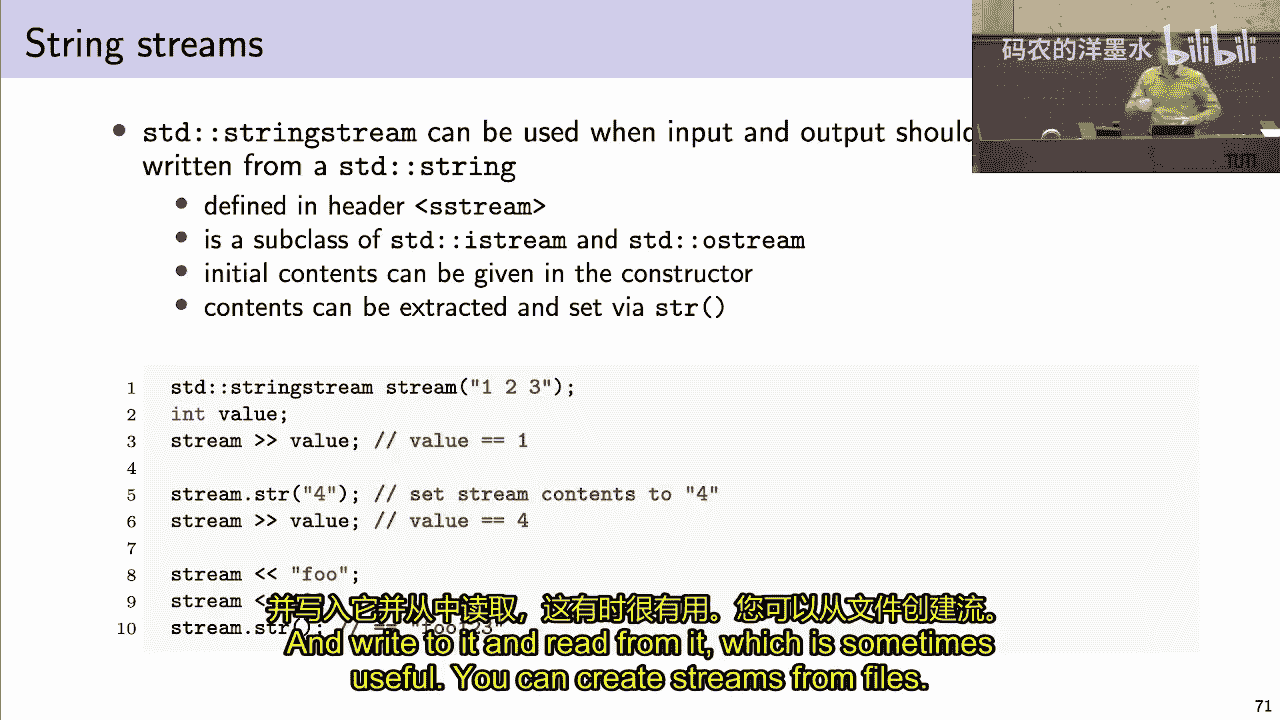 String streams
码农的洋墨水 bilibili
TUM
• std::stringstream can be used when input and output should
written from a std::string
• defined in header <sstream>
• is a subclass of std::istream and std::ostream
• initial contents can be given in the constructor
• contents can be extracted and set via str()
1 std::stringstream stream("1 2 3");
2 int value;
3 stream >> value; // value == 1
4
5 stream.str("4"); // set stream contents to "4"
6 stream >> value; // value == 4
7
8 stream << "foo";
9 stream <
10 stream.str(); // == "foo123"
并写入它并从中读取，这有时很有用。您可以从文件创建流。
And write to it and read from it, which is sometimes
useful. You can create streams from files.
71